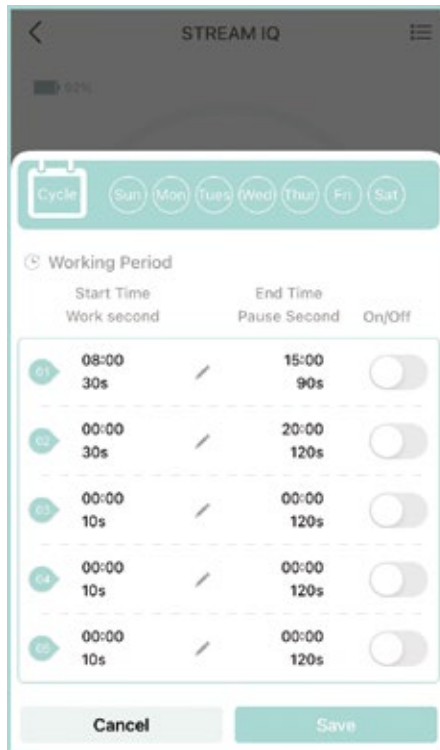 STREAM IQ
92%
Cycle Sun Mon Tues Wed Thur Fri Sat
Working Period
Start Time End Time
Work second Pause Second On/Off
01 08:00 15:00
30s 90s
02 00:00 20:00
30s 120s
03 00:00 00:00
10s 120s
04 00:00 00:00
10s 120s
05 00:00 00:00
10s 120s
Cancel Save